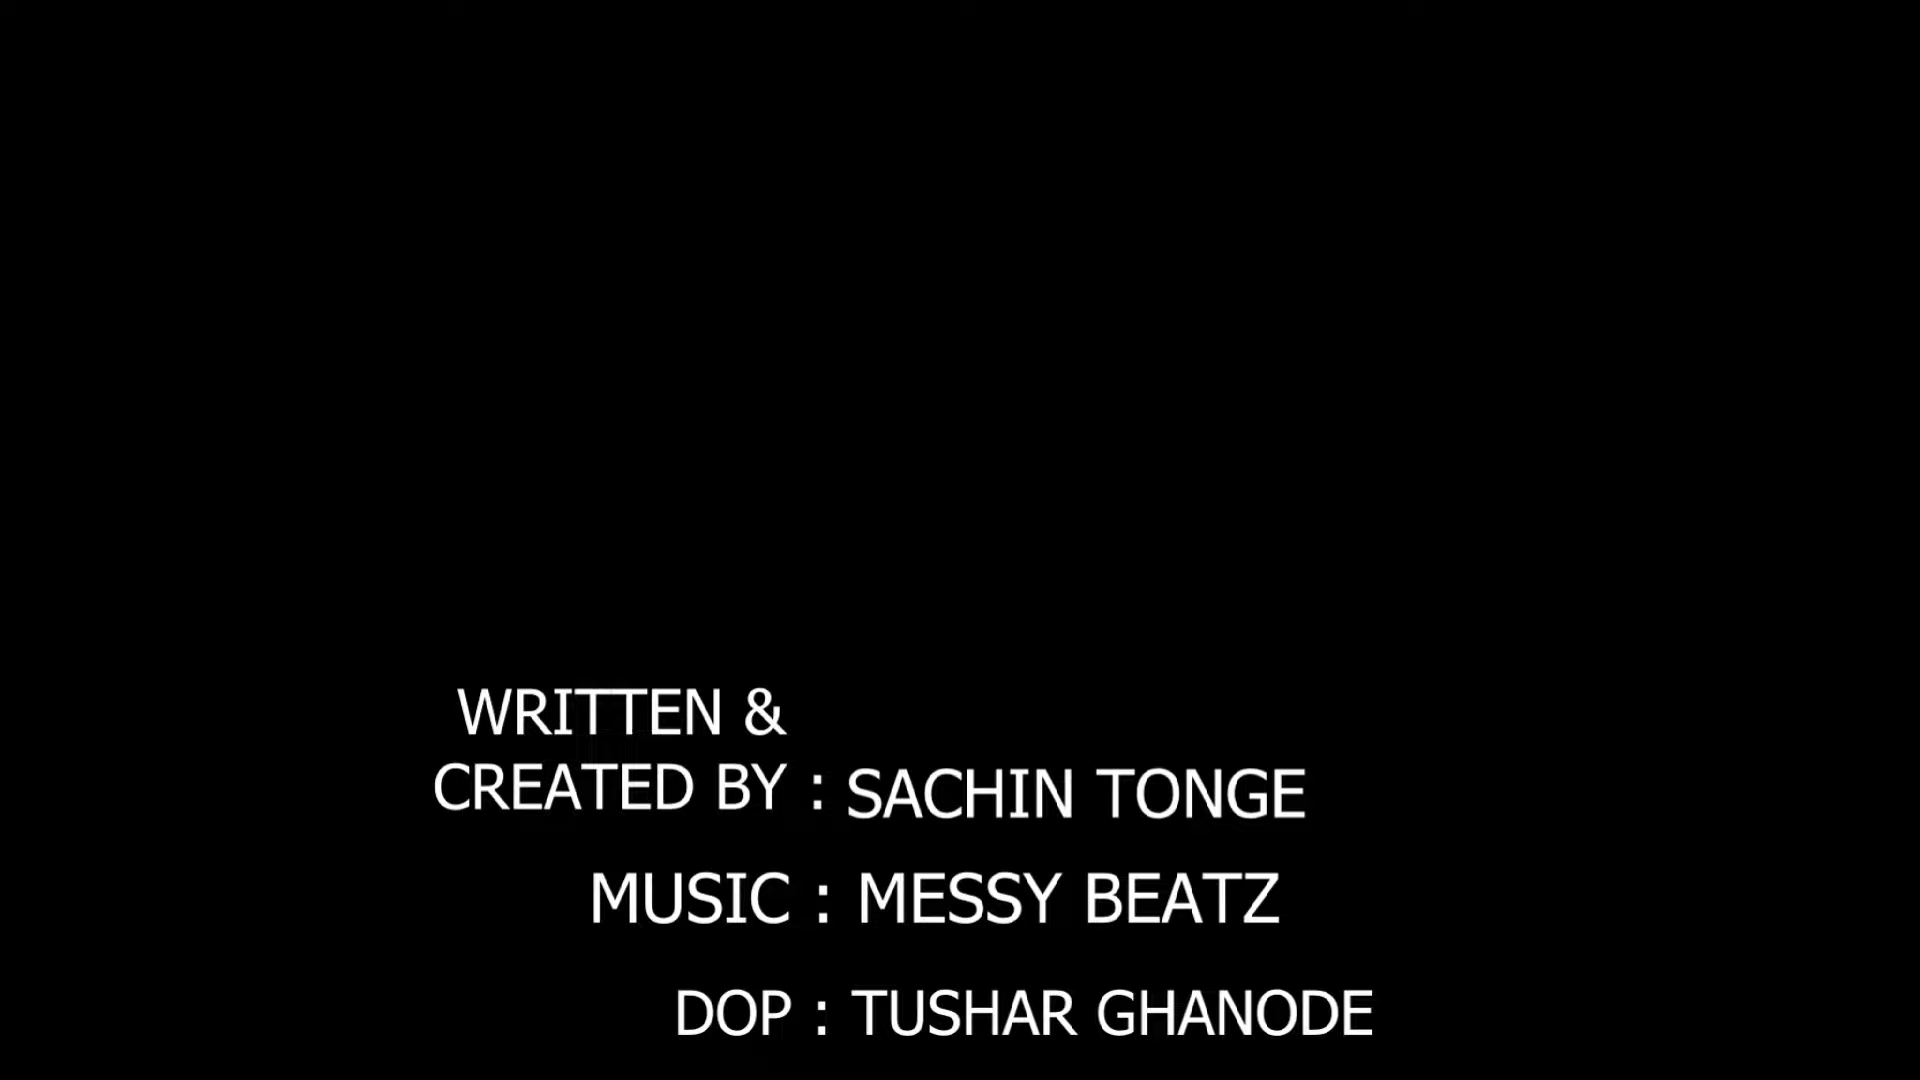 WRITTEN &
CREATED BY : SACHIN TONGE
MUSIC : MESSY BEATZ
DOP : TUSHAR GHANODE